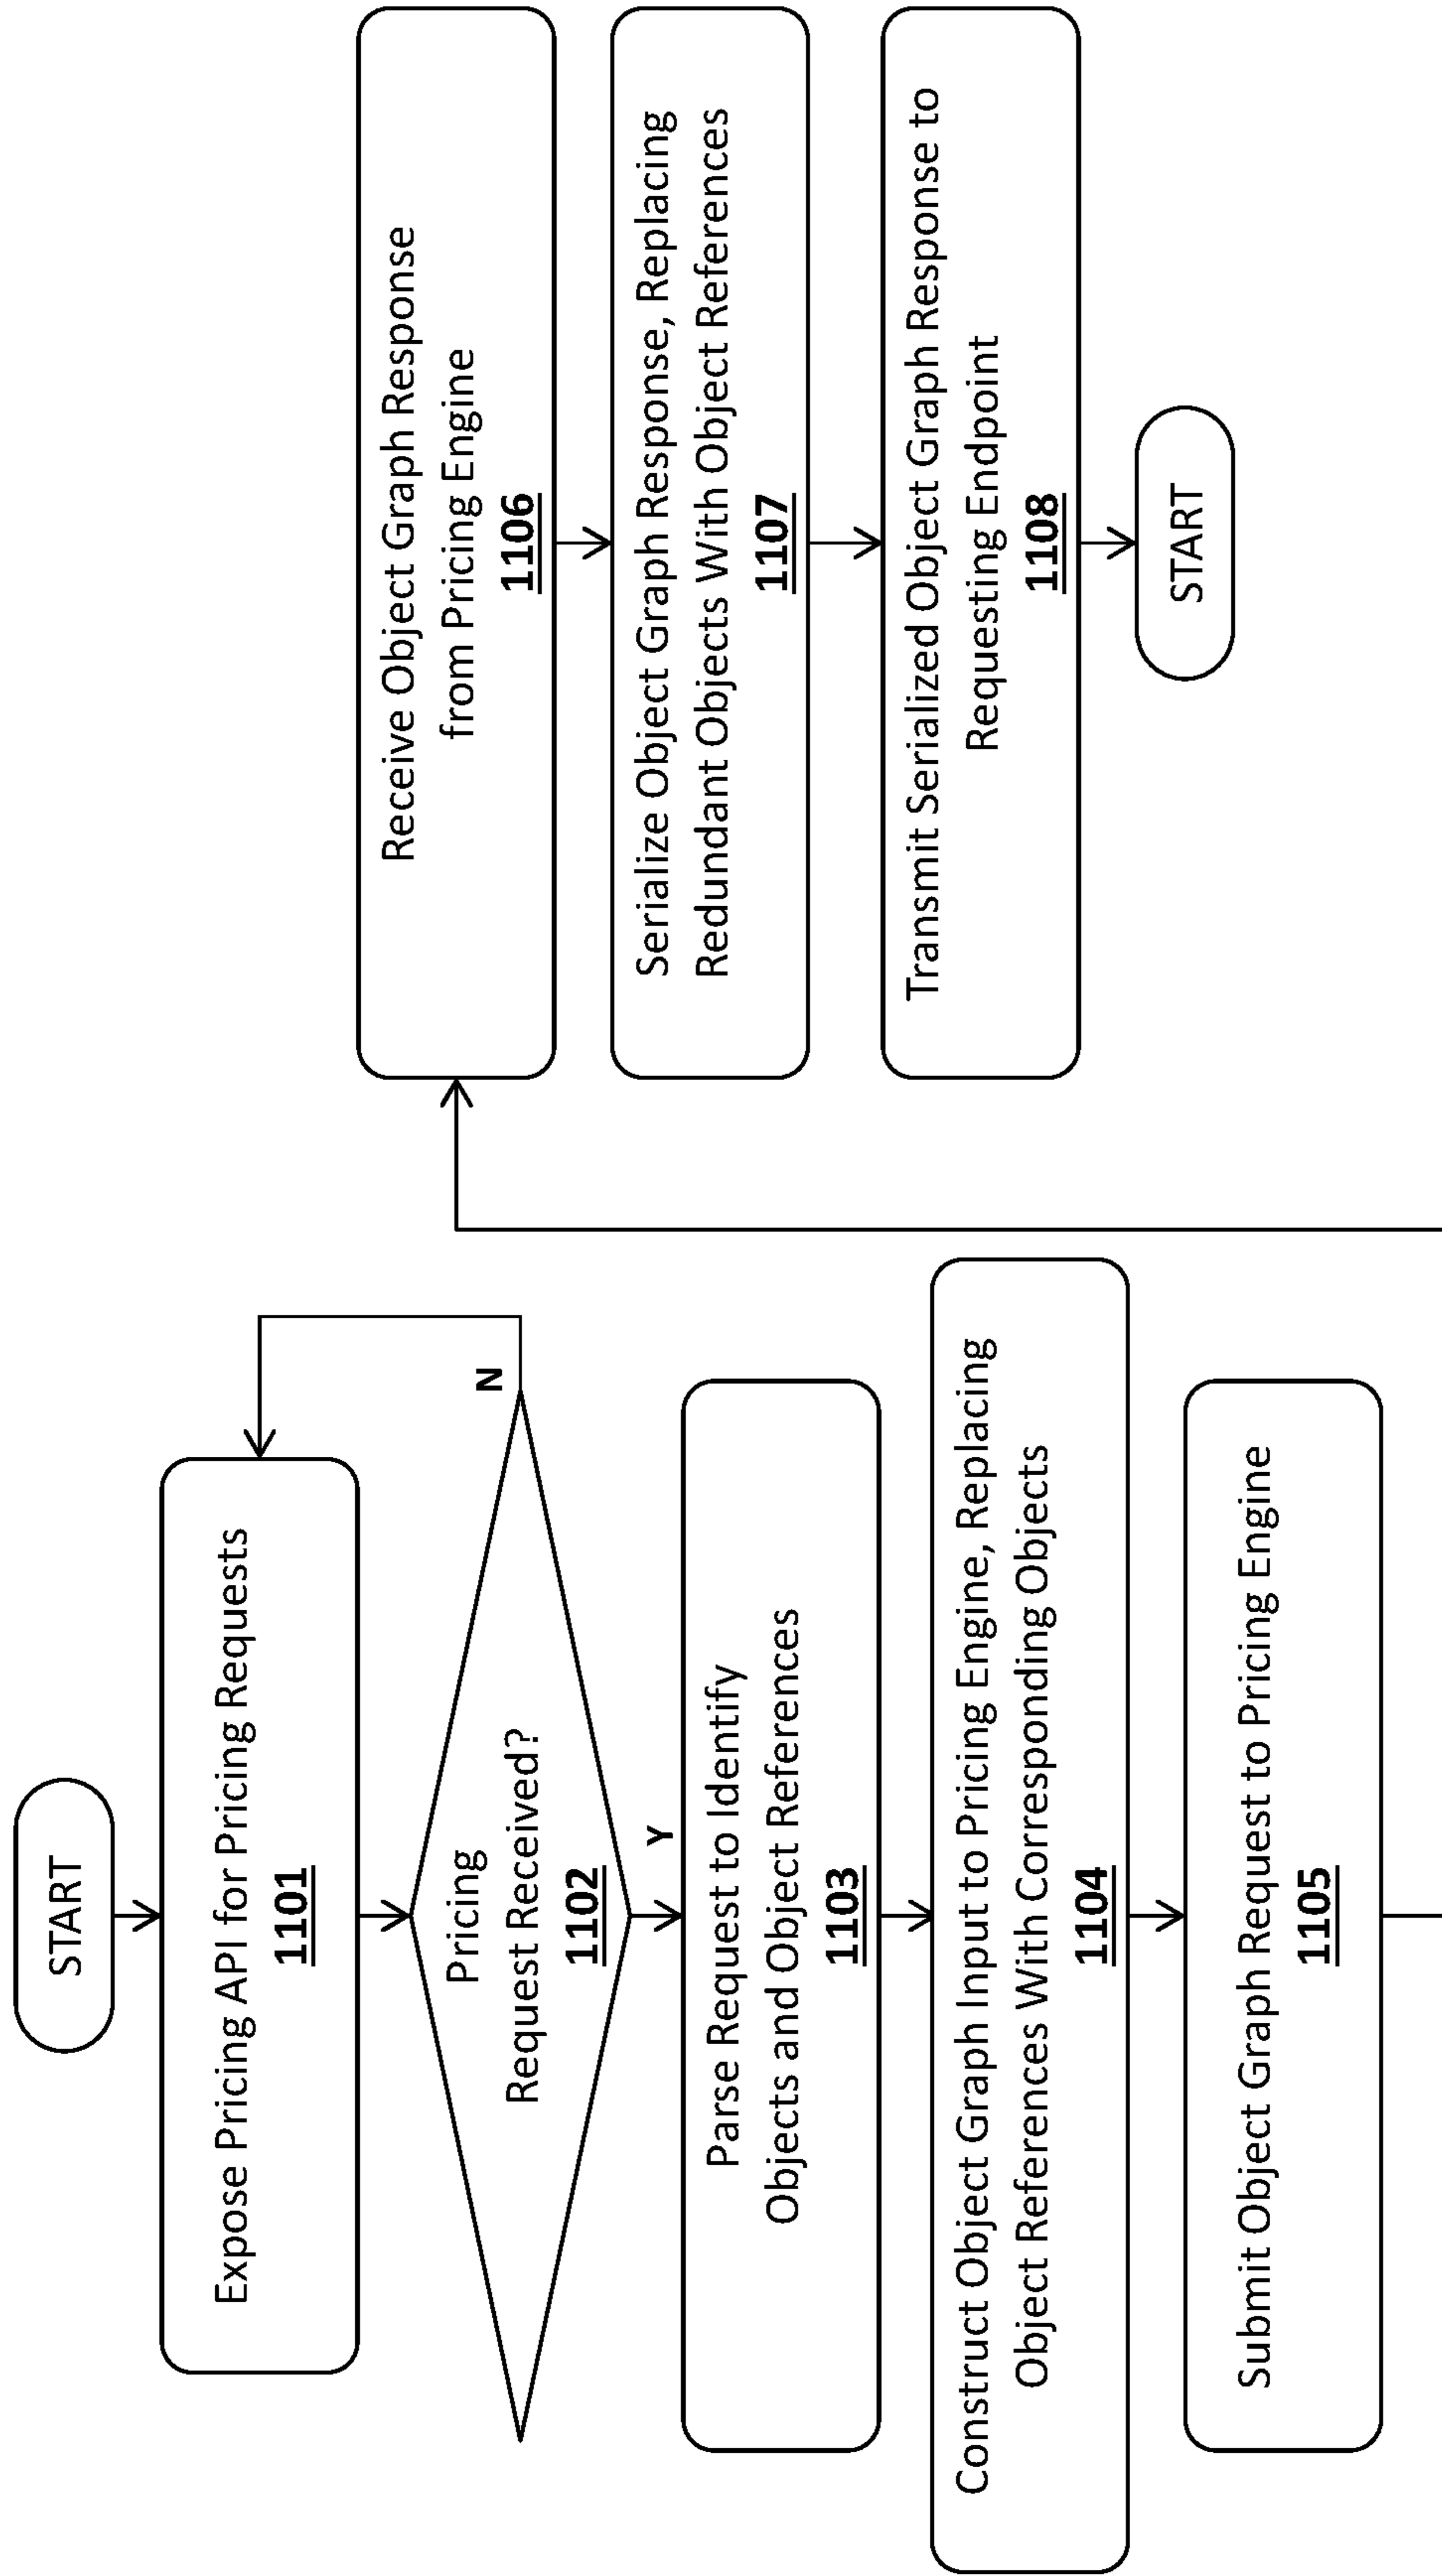 START
Expose Pricing API for Pricing Requests
1101
Pricing
Request Received?
1102
N
Y
Parse Request to Identify
Objects and Object References
1103
Construct Object Graph Input to Pricing Engine, Replacing
Object References With Corresponding Objects
1104
Submit Object Graph Request to Pricing Engine
1105
Receive Object Graph Response
from Pricing Engine
1106
Serialize Object Graph Response, Replacing
Redundant Objects With Object References
1107
Transmit Serialized Object Graph Response to
Requesting Endpoint
1108
START